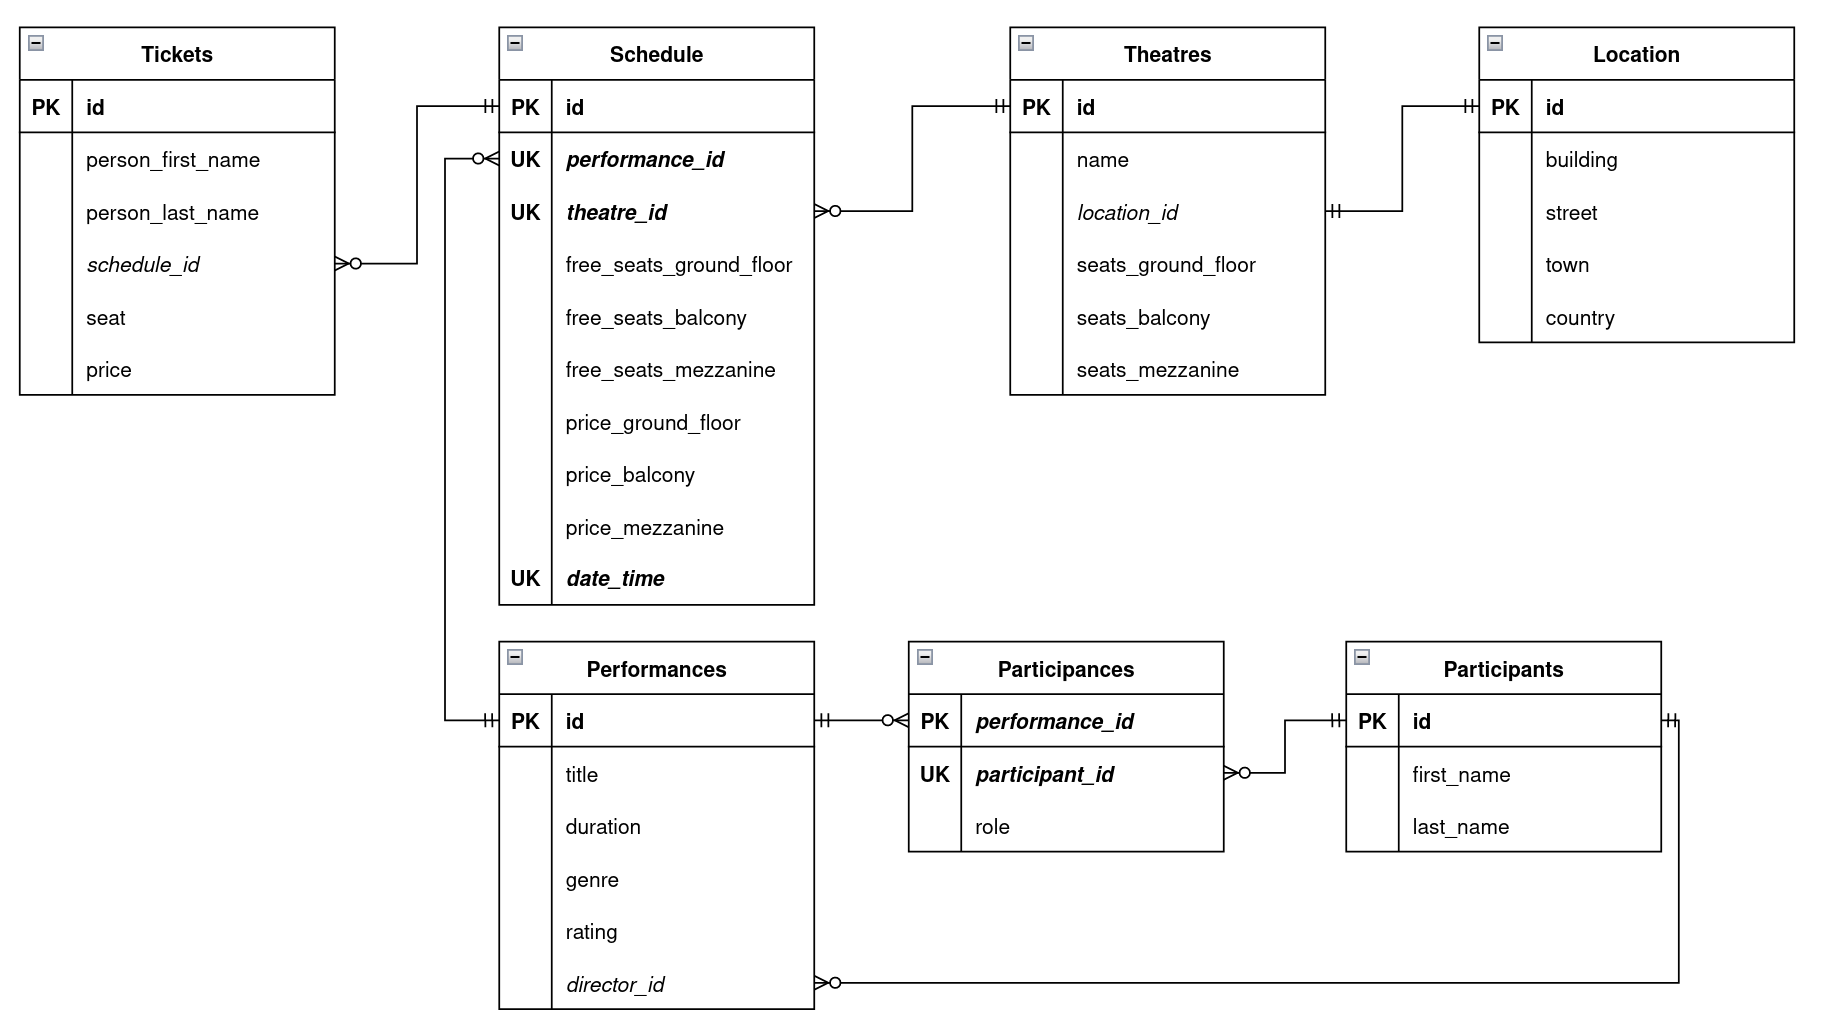 Tickets
PK id
person_first_name
person_last_name
schedule_id
seat
price
Schedule
PK id
UK performance_id
UK theatre_id
free_seats_ground_floor
free_seats_balcony
free_seats_mezzanine
price_ground_floor
price_balcony
price_mezzanine
UK date_time
Theatres
PK id
name
location_id
seats_ground_floor
seats_balcony
seats_mezzanine
Location
PK id
building
street
town
country
Performances
PK id
title
duration
genre
rating
director_id
Participances
PK performance_id
UK participant_id
role
Participants
PK id
first_name
last_name